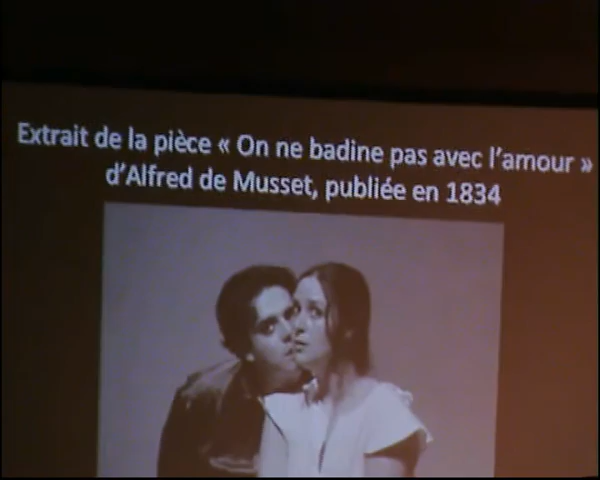 Extrait de la pièce « On ne badine pas avec l'amour »
d'Alfred de Musset, publiée en 1834